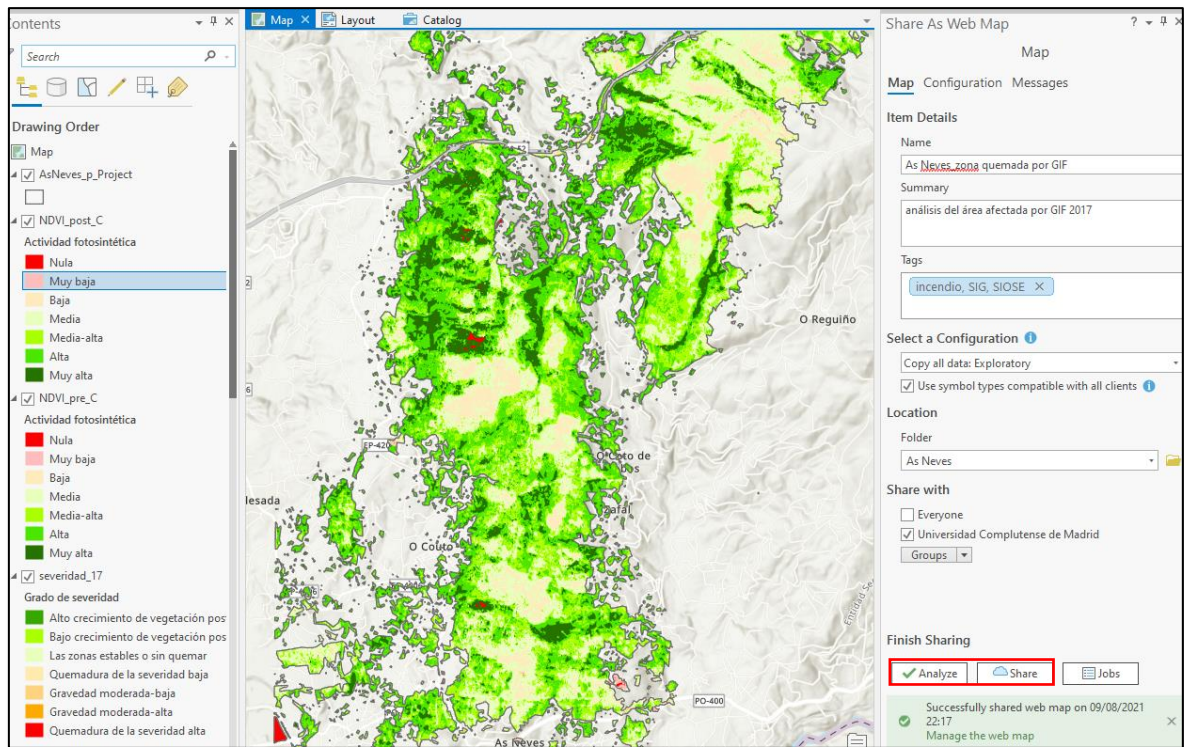 Contents
Search
Drawing Order
Map
AsNeves_p_Project
NDVI_post_C
Actividad fotosintética
Nula
Muy baja
Baja
Media
Media-alta
Alta
Muy alta
NDVI_pre_C
Actividad fotosintética
Nula
Muy baja
Baja
Media
Media-alta
Alta
Muy alta
severidad_17
Grado de severidad
Alto crecimiento de vegetación pos
Bajo crecimiento de vegetación pos
Las zonas estables o sin quemar
Quemadura de la severidad baja
Gravedad moderada-baja
Gravedad moderada-alta
Quemadura de la severidad alta
Map Layout Catalog
O Reguiño
EP-420
O Coto de
lesada
Zafal
O Couto
PO-400
As Neves
Share As Web Map
Map
Map Configuration Messages
Item Details
Name
As Neves_zona quemada por GIF
Summary
análisis del área afectada por GIF 2017
Tags
incendio, SIG, SIOSE
Select a Configuration
Copy all data: Exploratory
Use symbol types compatible with all clients
Location
Folder
As Neves
Share with
Everyone
Universidad Complutense de Madrid
Groups
Finish Sharing
Analyze Share Jobs
Successfully shared web map on 09/08/2021
22:17
Manage the web map